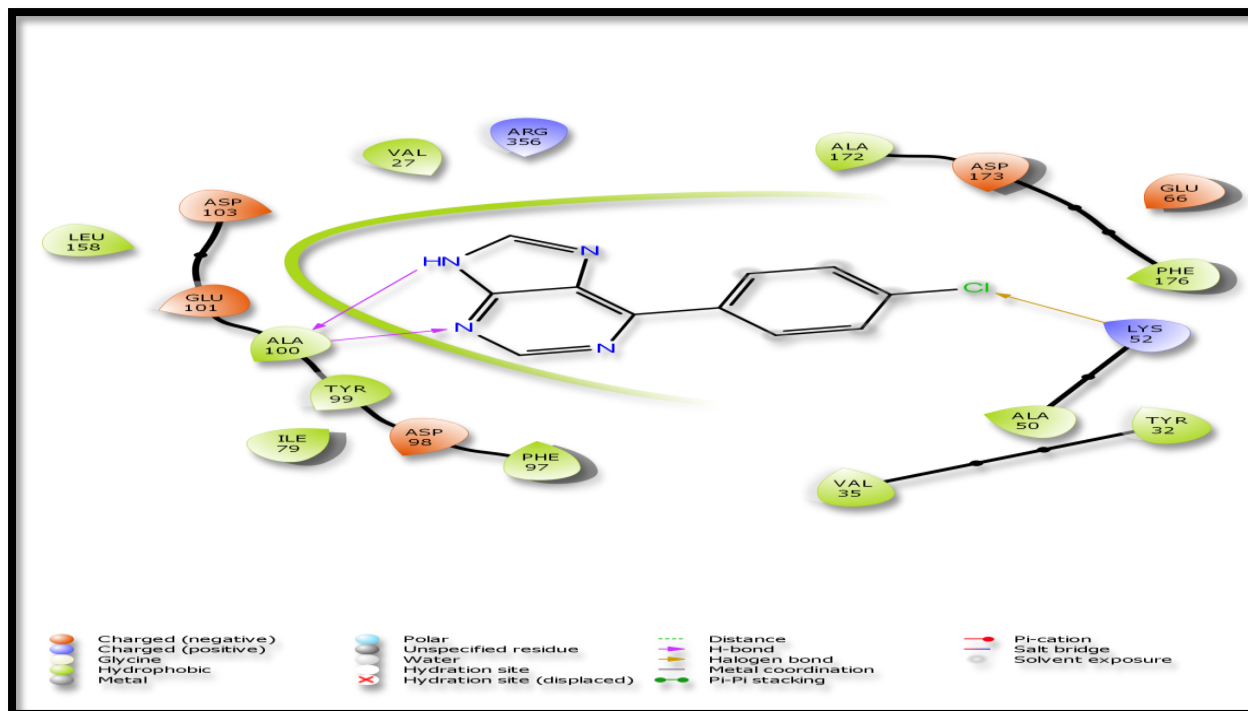 ARG
356
VAL
27
ALA
172
ASP
173
GLU
66
ASP
103
LEU
158
HN
N
PHE
176
GLU
101
Cl
N
N
LYS
52
ALA
100
TYR
99
ASP
98
ILE
79
PHE
97
ALA
50
TYR
32
VAL
35
Charged (negative)
Charged (positive)
Glycine
Hydrophobic
Metal
Polar
Unspecified residue
Water
Hydration site
Hydration site (displaced)
Distance
H-bond
Halogen bond
Metal coordination
Pi-Pi stacking
Pi-cation
Salt bridge
Solvent exposure